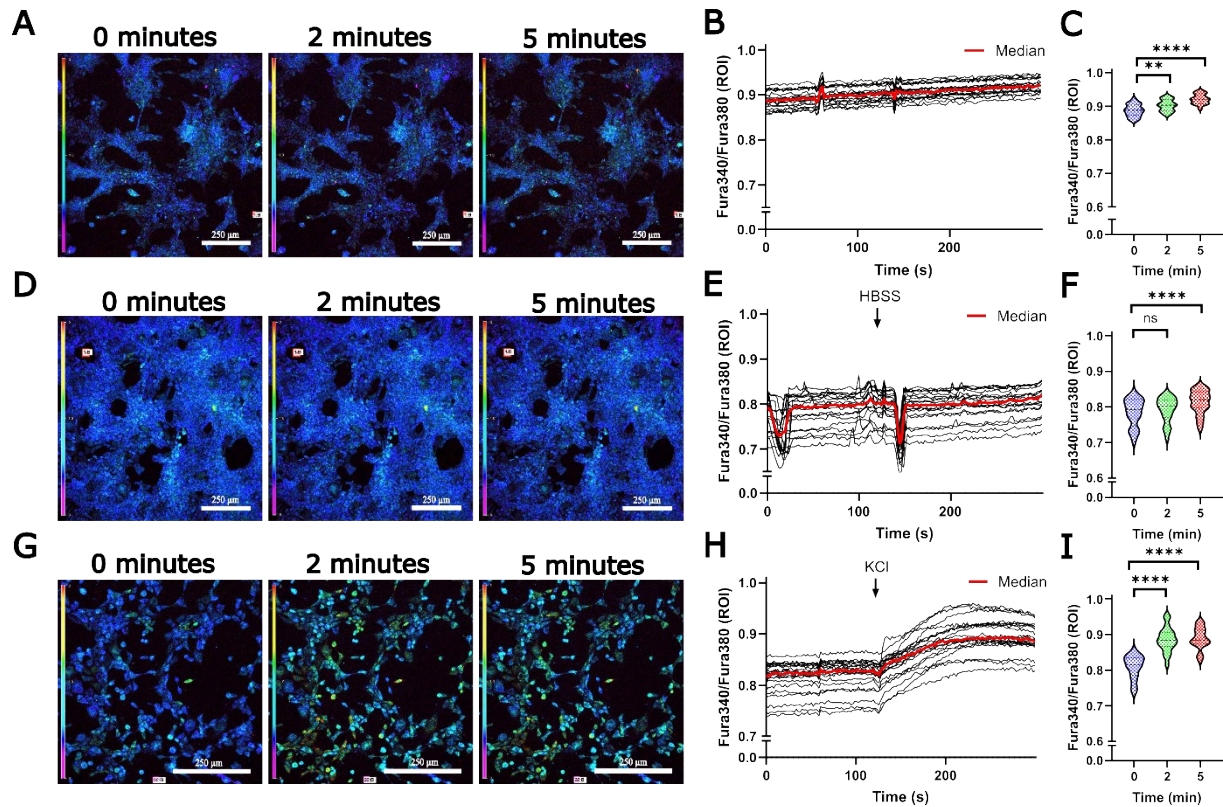 A
0 minutes 2 minutes 5 minutes
250 µm 250 µm 250 µm
B
Fura340/Fura380 (ROI)
1.0
0.9
0.8
0.7
0.0
0 100 200
Time (s)
Median
C
Fura340/Fura380 (ROI)
**** 
**
1.0
0.9
0.8
0.7
0.6
0.0
0 2 5
Time (min)
D
0 minutes 2 minutes 5 minutes
250 µm 250 µm 250 µm
E
HBSS
Median
Fura340/Fura380 (ROI)
1.0
0.9
0.8
0.7
0.0
0 100 200
Time (s)
F
Fura340/Fura380 (ROI)
****
ns
1.0
0.9
0.8
0.7
0.6
0.0
0 2 5
Time (min)
G
0 minutes 2 minutes 5 minutes
250 µm 250 µm 250 µm
H
KCl
Median
Fura340/Fura380 (ROI)
1.0
0.9
0.8
0.7
0.0
0 100 200
Time (s)
I
Fura340/Fura380 (ROI)
****
****
1.0
0.9
0.8
0.7
0.6
0.0
0 2 5
Time (min)